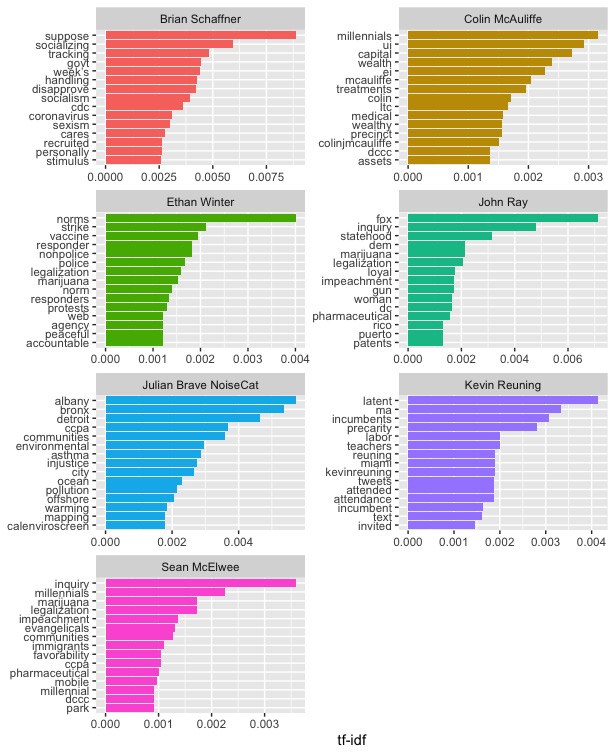 Brian Schaffner
suppose
socializing
tracking
govt
week's
handling
disapprove
socialism
cdc
coronavirus
sexism
cares
recruited
personally
stimulus
0.0000 0.0025 0.0050 0.0075
Colin McAuliffe
millennials
ui
capital
wealth
ei
mcauliffe
treatments
colin
ltc
medical
wealthy
precinct
colinjmcauliffe
dccc
assets
0.000 0.001 0.002 0.003
Ethan Winter
norms
strike
vaccine
responder
nonpolice
police
legalization
marijuana
norm
responders
protests
web
agency
peaceful
accountable
0.000 0.001 0.002 0.003 0.004
John Ray
fox
inquiry
statehood
dem
marijuana
legalization
loyal
impeachment
gun
woman
dc
pharmaceutical
rico
puerto
patents
0.000 0.002 0.004 0.006
Julian Brave NoiseCat
albany
bronx
detroit
ccpa
communities
environmental
asthma
injustice
city
ocean
pollution
offshore
warming
mapping
calenviroscreen
0.000 0.002 0.004
Kevin Reuning
latent
ma
incumbents
precarity
labor
teachers
reuning
miami
kevinreuning
tweets
attended
attendance
incumbent
text
invited
0.000 0.001 0.002 0.003 0.004
Sean McElwee
inquiry
millennials
marijuana
legalization
impeachment
evangelicals
communities
immigrants
favorability
ccpa
pharmaceutical
mobile
millennial
dccc
park
0.000 0.001 0.002 0.003
tf-idf